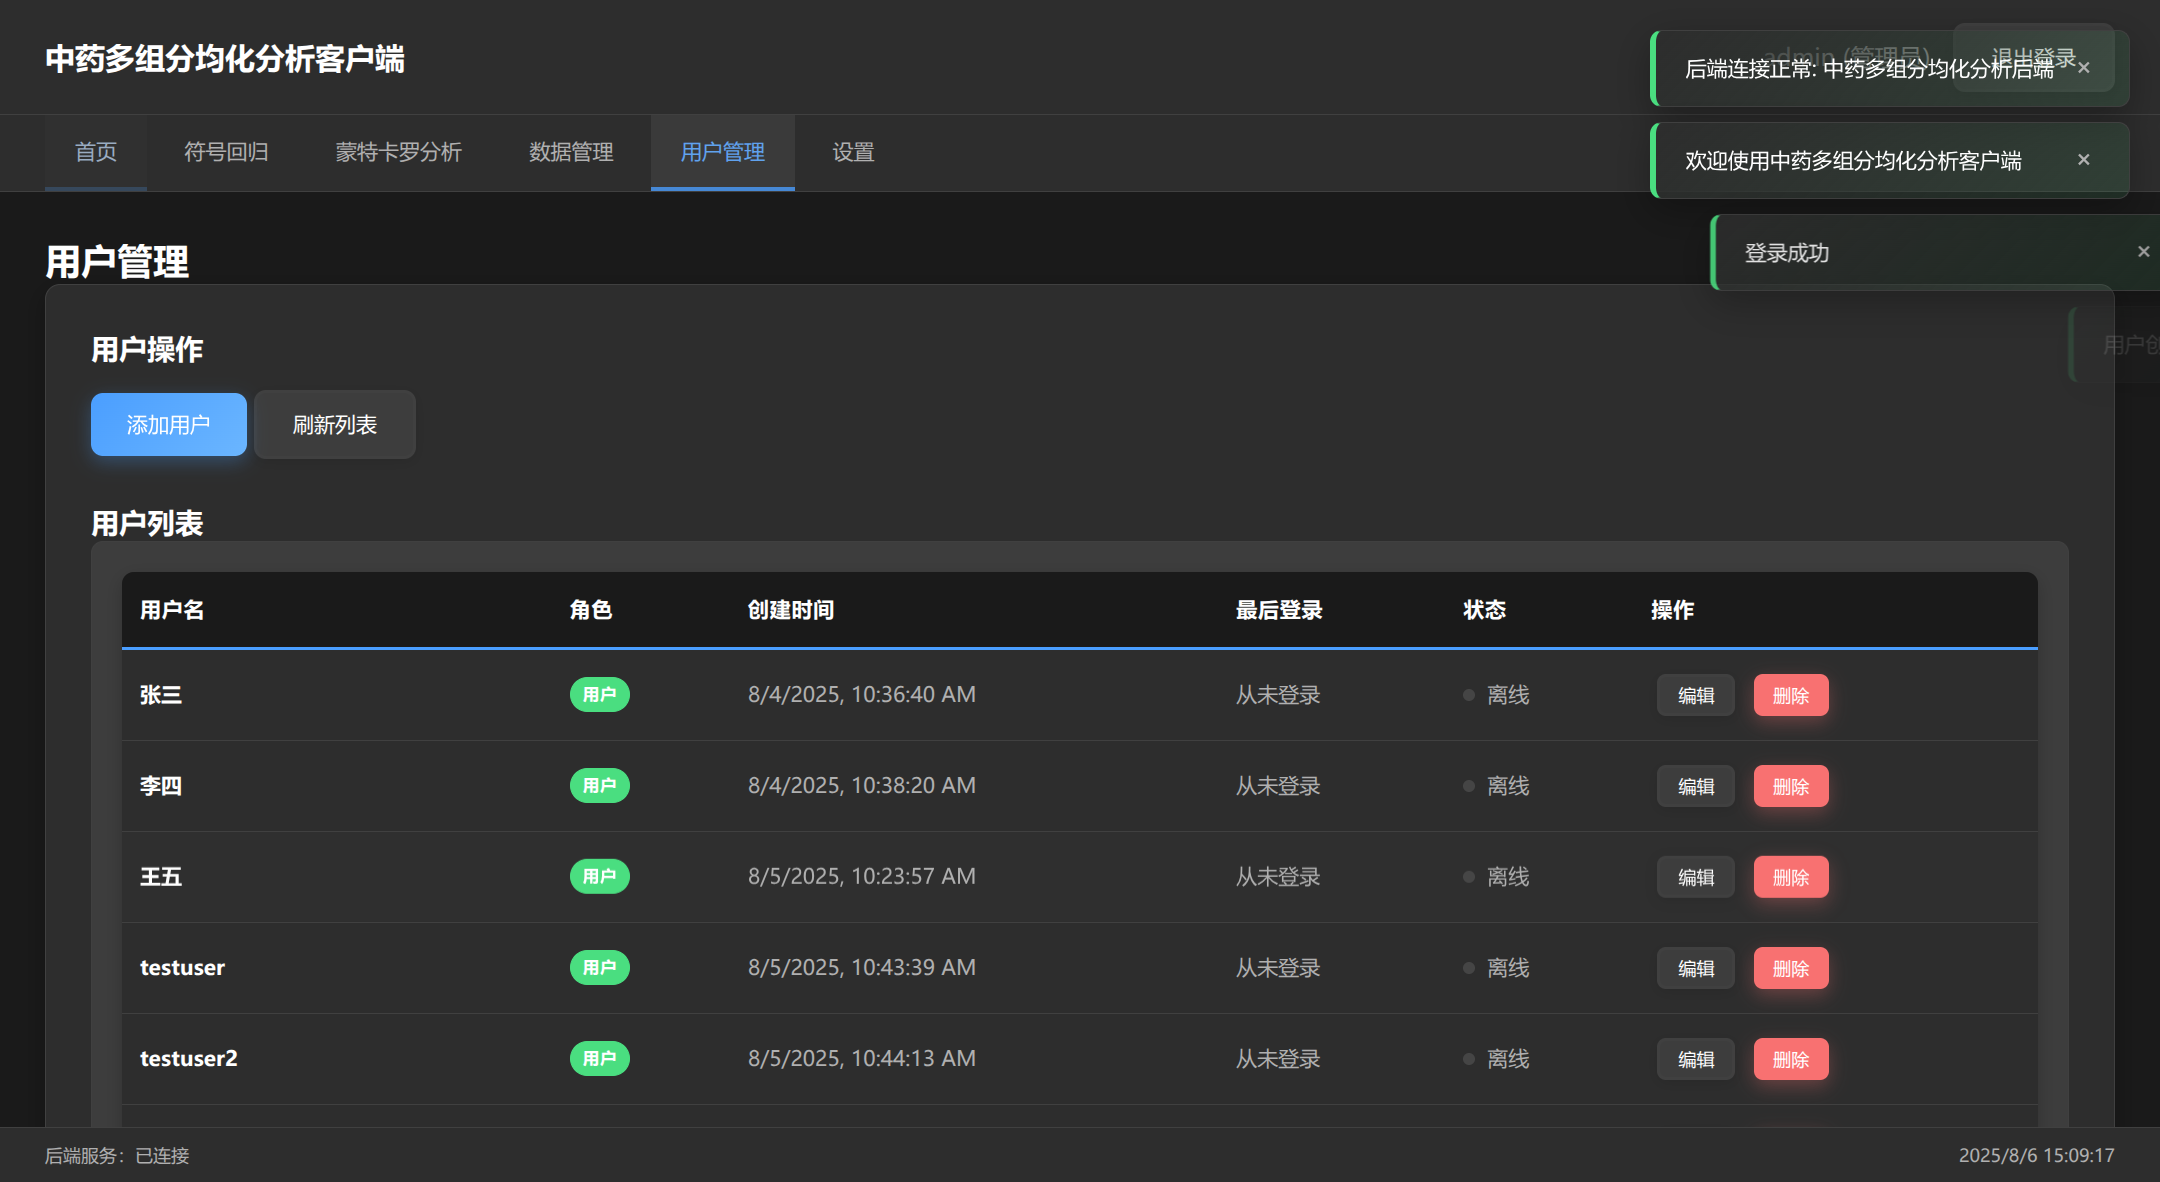 中药多组分均化分析客户端
admin (管理员)
退出登录
后端连接正常: 中药多组分均化分析后端 ×
首页 符号回归 蒙特卡罗分析 数据管理 用户管理 设置
欢迎使用中药多组分均化分析客户端 ×
登录成功 ×
用户创
用户管理
用户操作
添加用户 刷新列表
用户列表
用户名 角色 创建时间 最后登录 状态 操作
张三 用户 8/4/2025, 10:36:40 AM 从未登录 离线 编辑 删除
李四 用户 8/4/2025, 10:38:20 AM 从未登录 离线 编辑 删除
王五 用户 8/5/2025, 10:23:57 AM 从未登录 离线 编辑 删除
testuser 用户 8/5/2025, 10:43:39 AM 从未登录 离线 编辑 删除
testuser2 用户 8/5/2025, 10:44:13 AM 从未登录 离线 编辑 删除
后端服务：已连接
2025/8/6 15:09:17